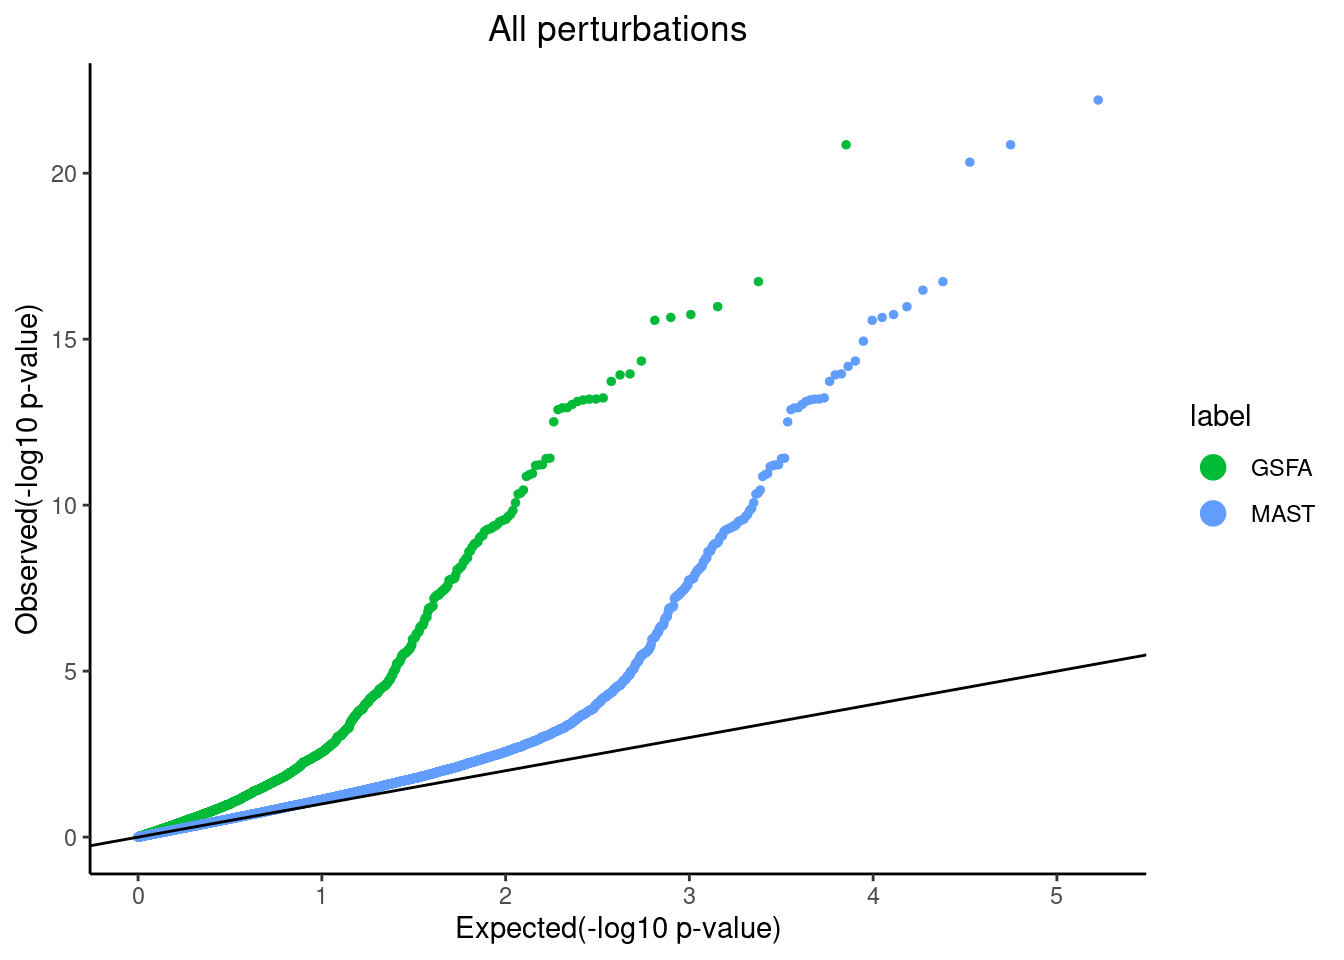 All perturbations
Observed(-log10 p-value)
20
15
10
5
0
0 1 2 3 4 5
Expected(-log10 p-value)
label
GSFA
MAST